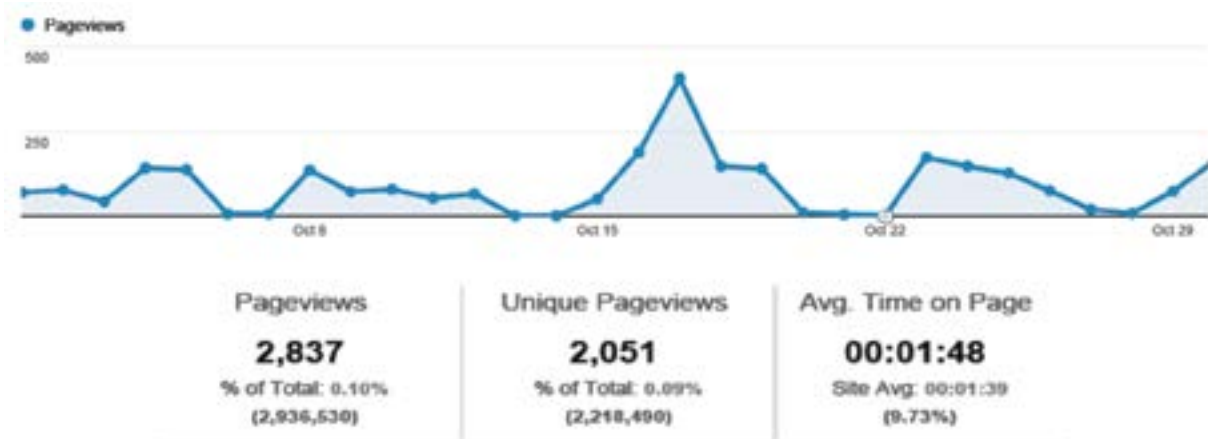 Pageviews
500
250
Oct 8
Oct 15
Oct 22
Oct 29
Pageviews
2,837
% of Total: 0.10%
(2,936,530)
Unique Pageviews
2,051
% of Total: 0.09%
(2,218,490)
Avg. Time on Page
00:01:48
Site Avg: 00:01:39
(9.73%)